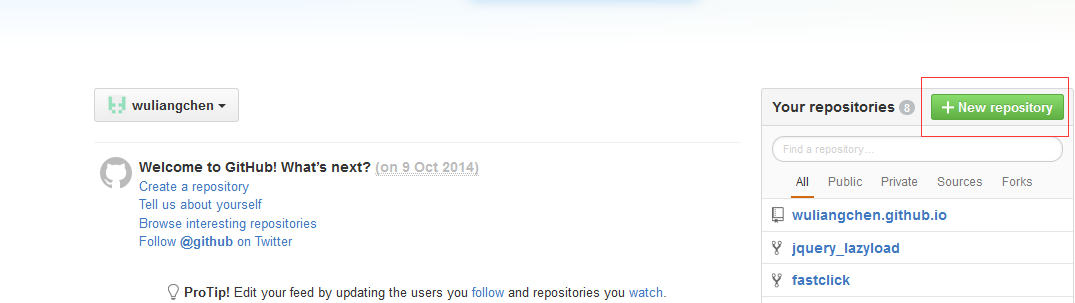 wuliangchen
Welcome to GitHub! What's next? (on 9 Oct 2014)
Create a repository
Tell us about yourself
Browse interesting repositories
Follow @github on Twitter
ProTip! Edit your feed by updating the users you follow and repositories you watch.
Your repositories 8
New repository
Find a repository…
All Public Private Sources Forks
wuliangchen.github.io
jquery_lazyload
fastclick